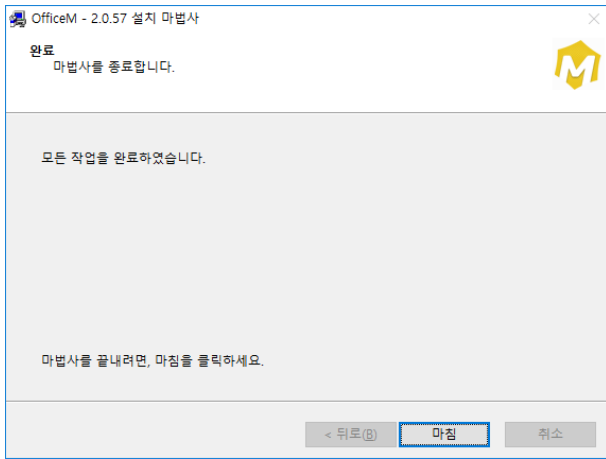 OfficeM - 2.0.57 설치 마법사
완료
마법사를 종료합니다.
M
모든 작업을 완료하였습니다.
마법사를 끝내려면, 마침을 클릭하세요.
< 뒤로(B)
마침
취소